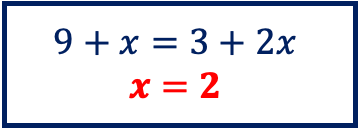 9 + x = 3 + 2x
x = 2